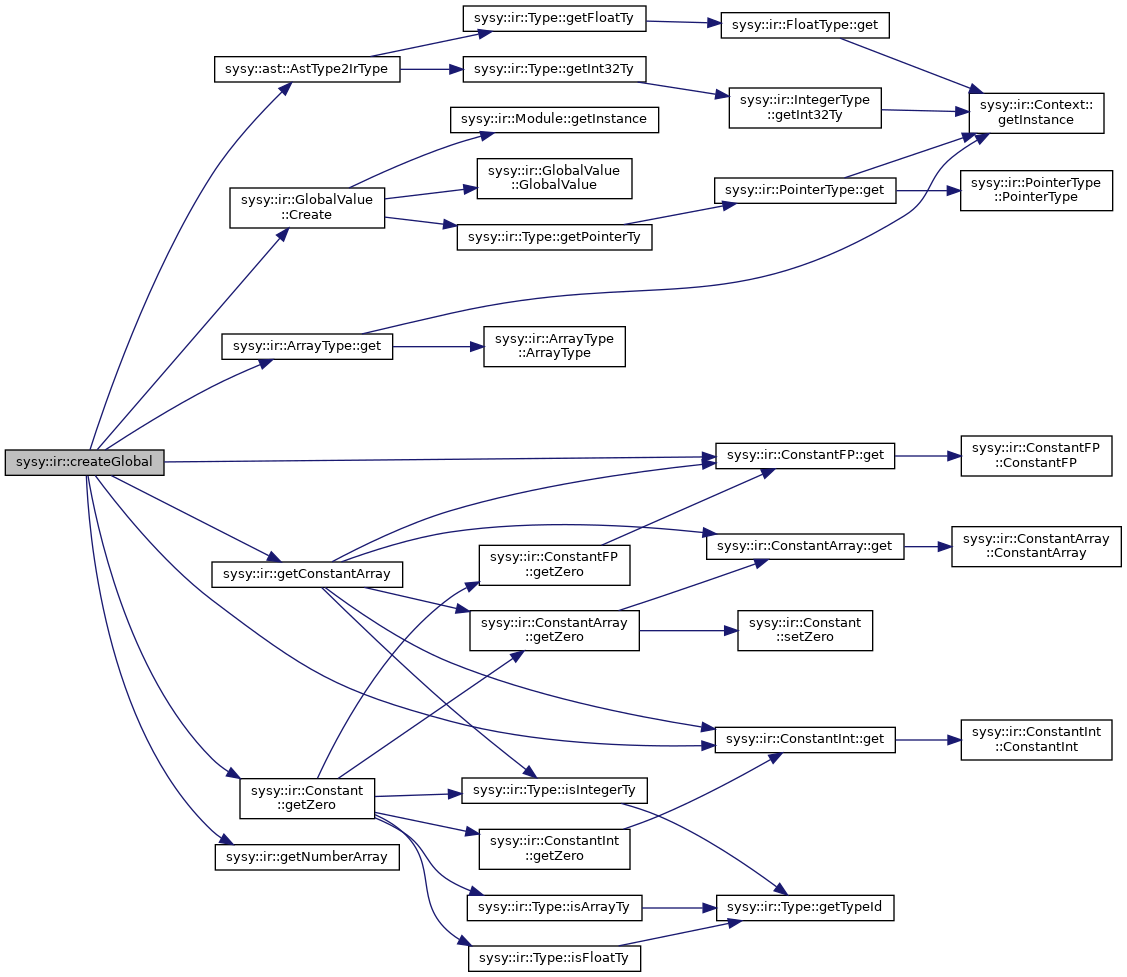 sysy::ir::createGlobal
sysy::ast::AstType2IrType
sysy::ir::GlobalValue
::Create
sysy::ir::ArrayType::get
sysy::ir::getConstantArray
sysy::ir::Constant
::getZero
sysy::ir::getNumberArray
sysy::ir::Type::getFloatTy
sysy::ir::Type::getInt32Ty
sysy::ir::Module::getInstance
sysy::ir::GlobalValue
::GlobalValue
sysy::ir::Type::getPointerTy
sysy::ir::ArrayType
::ArrayType
sysy::ir::ConstantFP
::getZero
sysy::ir::ConstantArray
::getZero
sysy::ir::Type::isIntegerTy
sysy::ir::ConstantInt
::getZero
sysy::ir::Type::isArrayTy
sysy::ir::Type::isFloatTy
sysy::ir::FloatType::get
sysy::ir::IntegerType
::getInt32Ty
sysy::ir::PointerType::get
sysy::ir::ConstantFP::get
sysy::ir::ConstantArray::get
sysy::ir::Constant
::setZero
sysy::ir::ConstantInt::get
sysy::ir::Type::getTypeId
sysy::ir::Context::
getInstance
sysy::ir::PointerType
::PointerType
sysy::ir::ConstantFP
::ConstantFP
sysy::ir::ConstantArray
::ConstantArray
sysy::ir::ConstantInt
::ConstantInt